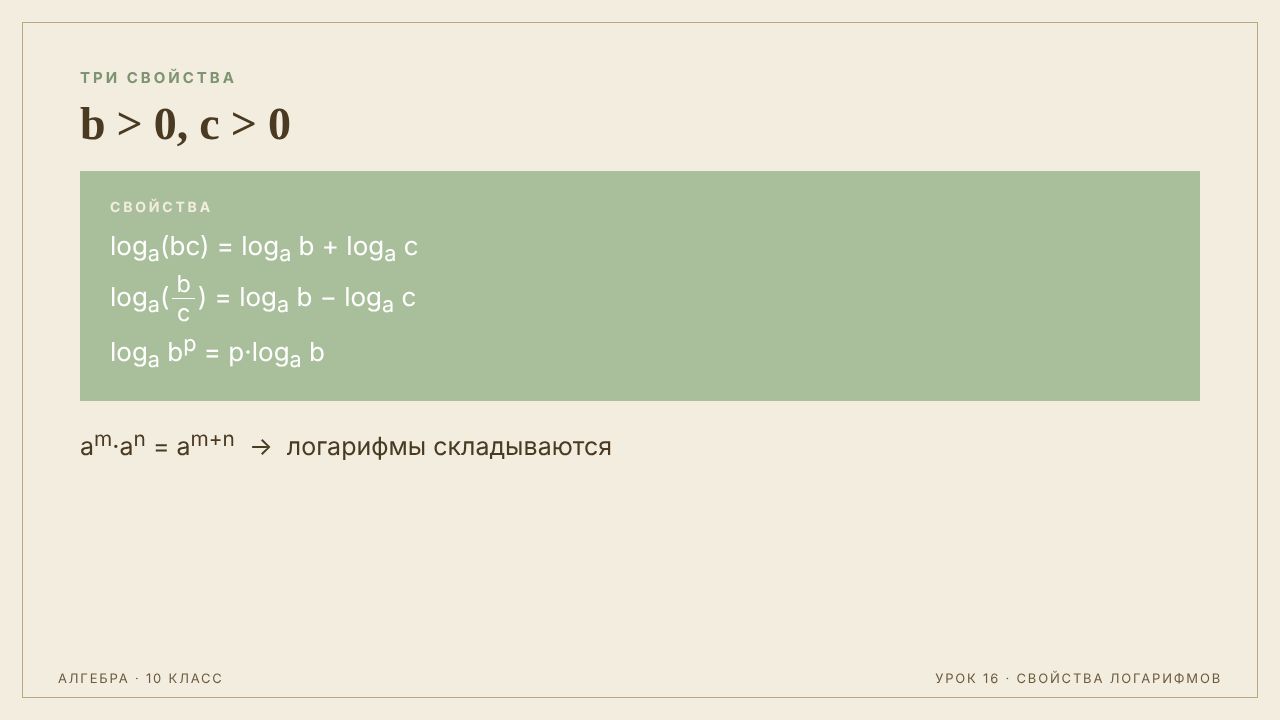 ТРИ СВОЙСТВА
b > 0, c > 0
СВОЙСТВА
logₐ(bc) = logₐ b + logₐ c
logₐ(b/c) = logₐ b − logₐ c
logₐ bᵖ = p·logₐ b
aᵐ·aⁿ = aᵐ⁺ⁿ → логарифмы складываются
АЛГЕБРА · 10 КЛАСС
УРОК 16 · СВОЙСТВА ЛОГАРИФМОВ